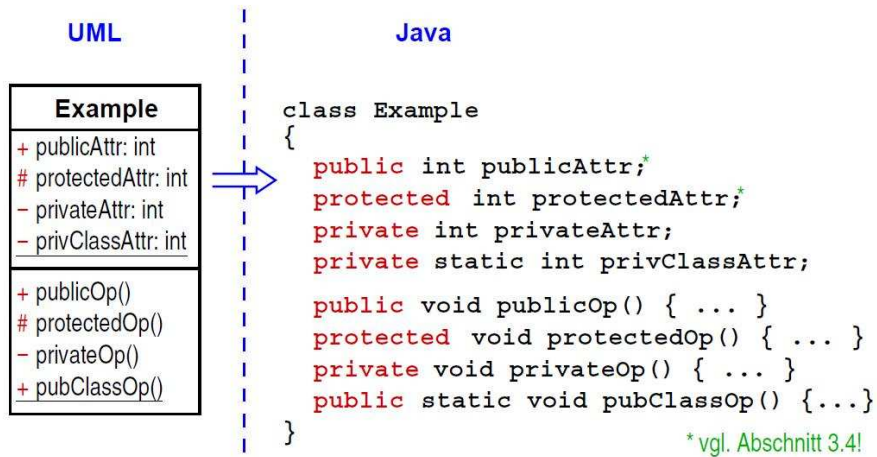 UML
Java
Example
+ publicAttr: int
# protectedAttr: int
– privateAttr: int
– privClassAttr: int
+ publicOp()
# protectedOp()
– privateOp()
+ pubClassOp()
class Example
{
public int publicAttr;*
protected int protectedAttr;*
private int privateAttr;
private static int privClassAttr;
public void publicOp() { ... }
protected void protectedOp() { ... }
private void privateOp() { ... }
public static void pubClassOp() {...}
}
* vgl. Abschnitt 3.4!